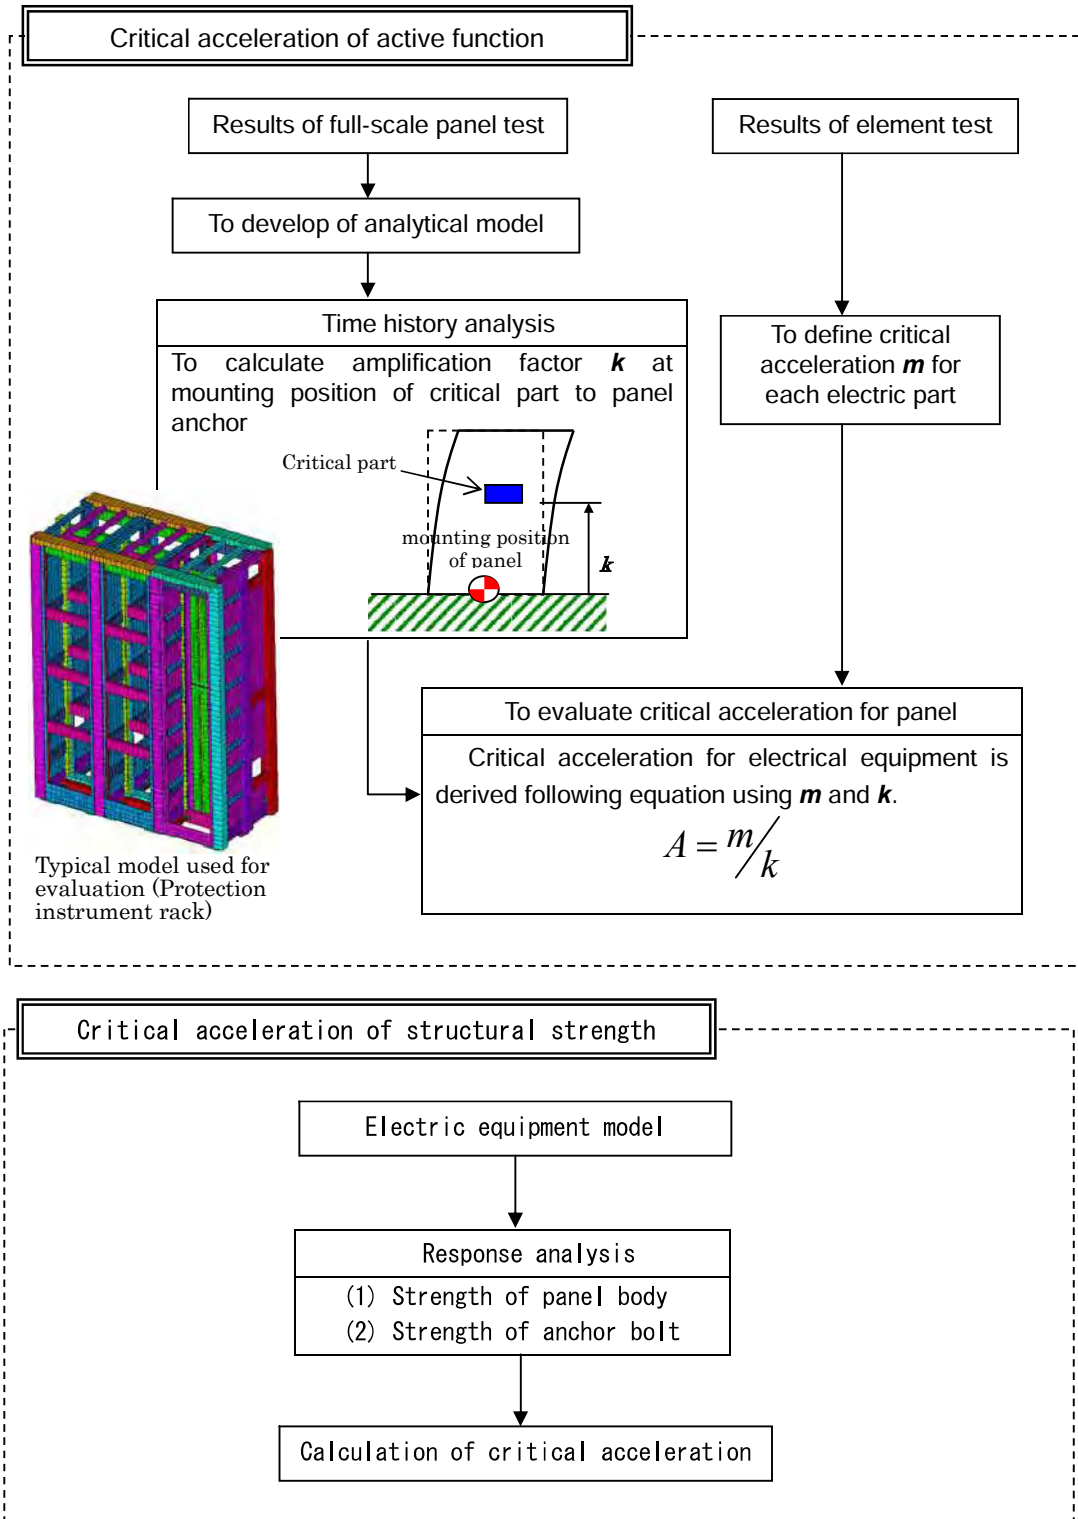 Critical acceleration of active function
Results of full-scale panel test
Results of element test
To develop of analytical model
Time history analysis
To calculate amplification factor k at
mounting position of critical part to panel
anchor
Critical part
mounting position
of panel
k
To define critical
acceleration m for
each electric part
Typical model used for
evaluation (Protection
instrument rack)
To evaluate critical acceleration for panel
Critical acceleration for electrical equipment is
derived following equation using m and k.
A = m/k
Critical acceleration of structural strength
Electric equipment model
Response analysis
(1) Strength of panel body
(2) Strength of anchor bolt
Calculation of critical acceleration